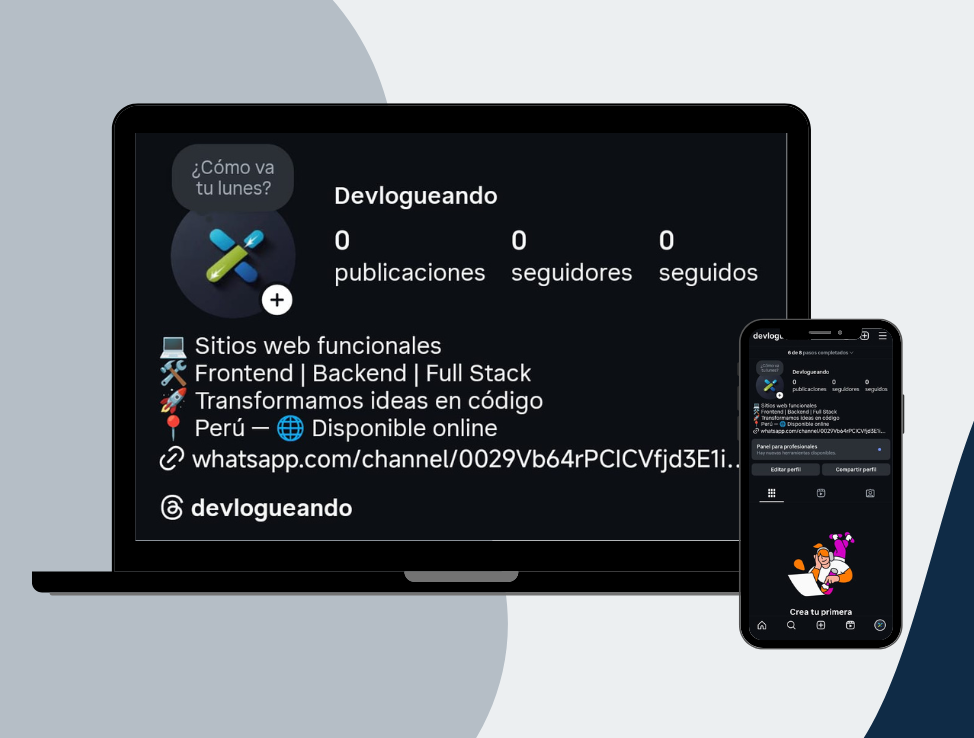 ¿Cómo va
tu lunes?
Devlogueando
0 0 0
publicaciones seguidores seguidos
💻 Sitios web funcionales
🛠️ Frontend | Backend | Full Stack
🚀 Transformamos ideas en código
📍 Perú — 🌐 Disponible online
whatsapp.com/channel/0029Vb64rPCICVfjd3E1i...
devlogueando
devlogu
6 de 8 pasos completados
¿Cómo va
tu lunes?
Devlogueando
0 0 0
publicaciones seguidores seguidos
💻 Sitios web funcionales
🛠️ Frontend | Backend | Full Stack
🚀 Transformamos ideas en código
📍 Perú — 🌐 Disponible online
whatsapp.com/channel/0029Vb64rPCICVfjd3E1i...
Panel para profesionales
Hay nuevas herramientas disponibles.
Editar perfil Compartir perfil
Crea tu primera